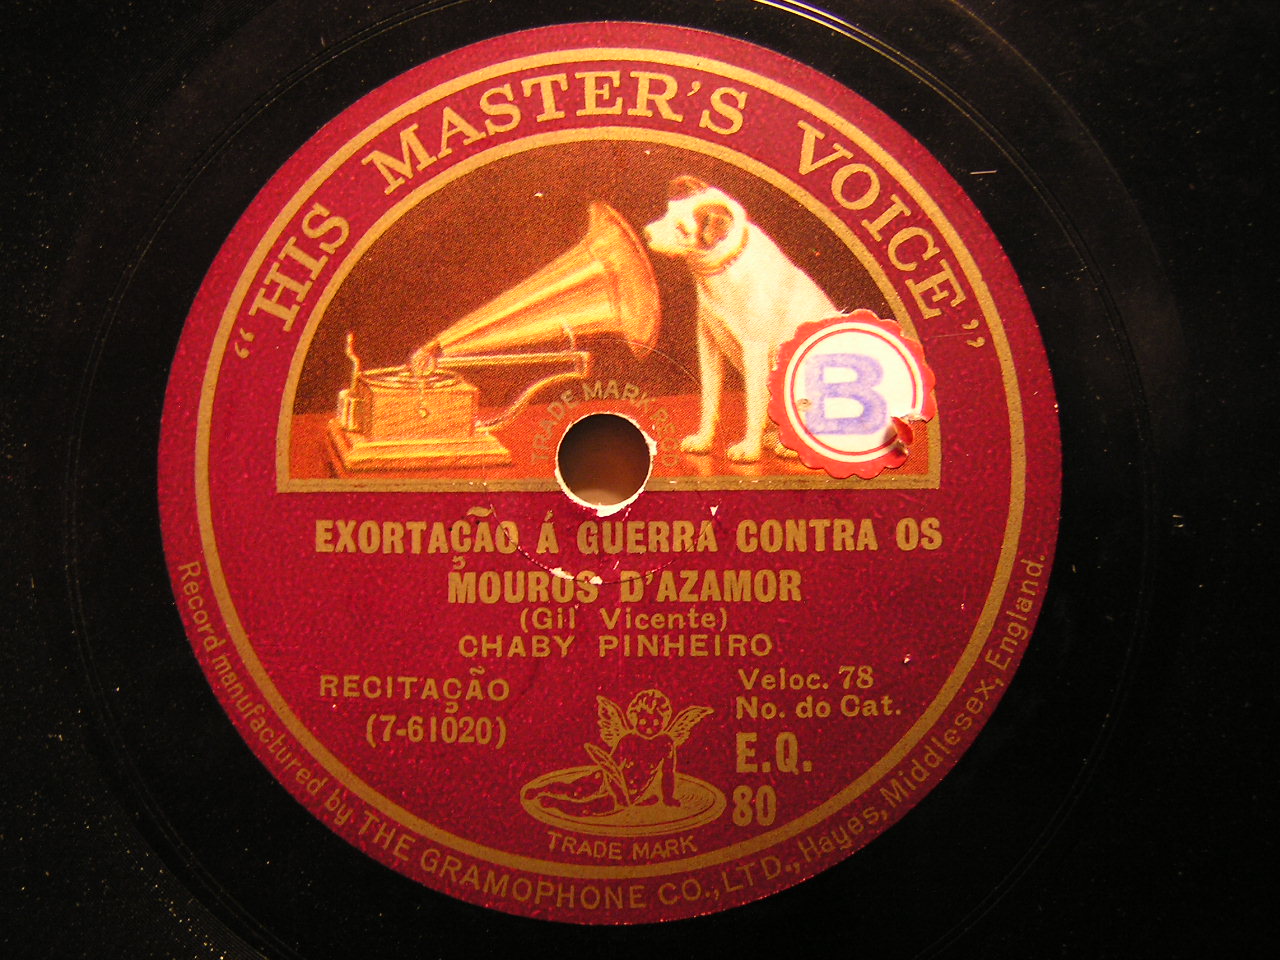 “HIS MASTER'S VOICE”
B
TRADE MARK REGD
EXORTAÇÃO Á GUERRA CONTRA OS
MOUROS D'AZAMOR
(Gil Vicente)
CHABY PINHEIRO
RECITAÇÃO
(7-61020)
Veloc. 78
No. do Cat.
E.Q.
80
TRADE MARK
Record manufactured by THE GRAMOPHONE CO., LTD., Hayes, Middlesex, England.